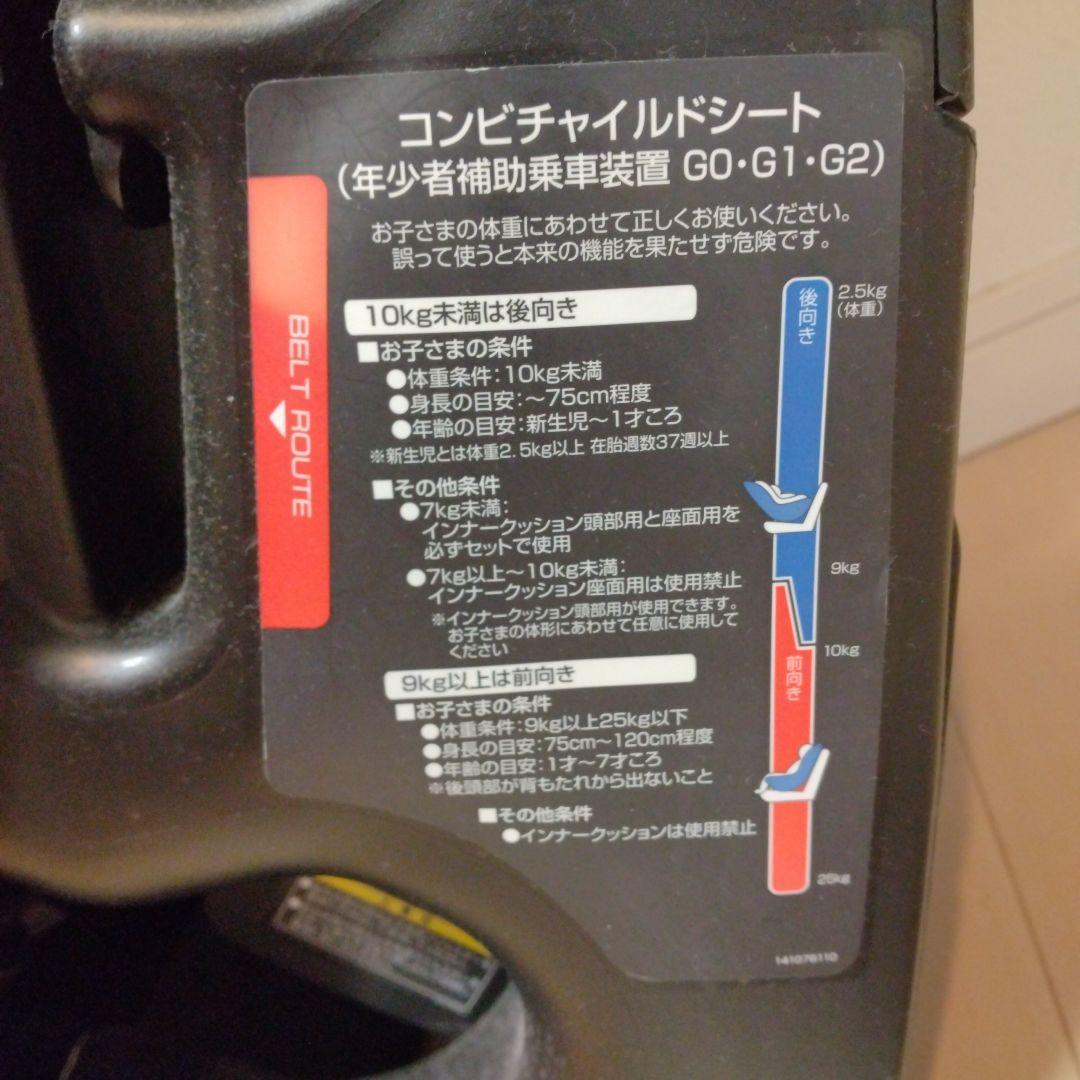 コンビチャイルドシート
(年少者補助乗車装置 G0・G1・G2)
お子さまの体重にあわせて正しくお使いください。
誤って使うと本来の機能を果たせず危険です。
BELT ROUTE
10kg未満は後向き
■お子さまの条件
●体重条件:10kg未満
●身長の目安:~75cm程度
●年齢の目安:新生児~1才ころ
※新生児とは体重2.5kg以上 在胎週数37週以上
■その他条件
●7kg未満:
インナークッション頭部用と座面用を
必ずセットで使用
●7kg以上~10kg未満:
インナークッション座面用は使用禁止
※インナークッション頭部用が使用できます。
お子さまの体形にあわせて任意に使用して
ください
9kg以上は前向き
■お子さまの条件
●体重条件:9kg以上25kg以下
●身長の目安:75cm~120cm程度
●年齢の目安:1才~7才ころ
※後頭部が背もたれから出ないこと
■その他条件
●インナークッションは使用禁止
後向き
2.5kg
(体重)
9kg
10kg
前向き
25kg
141076110